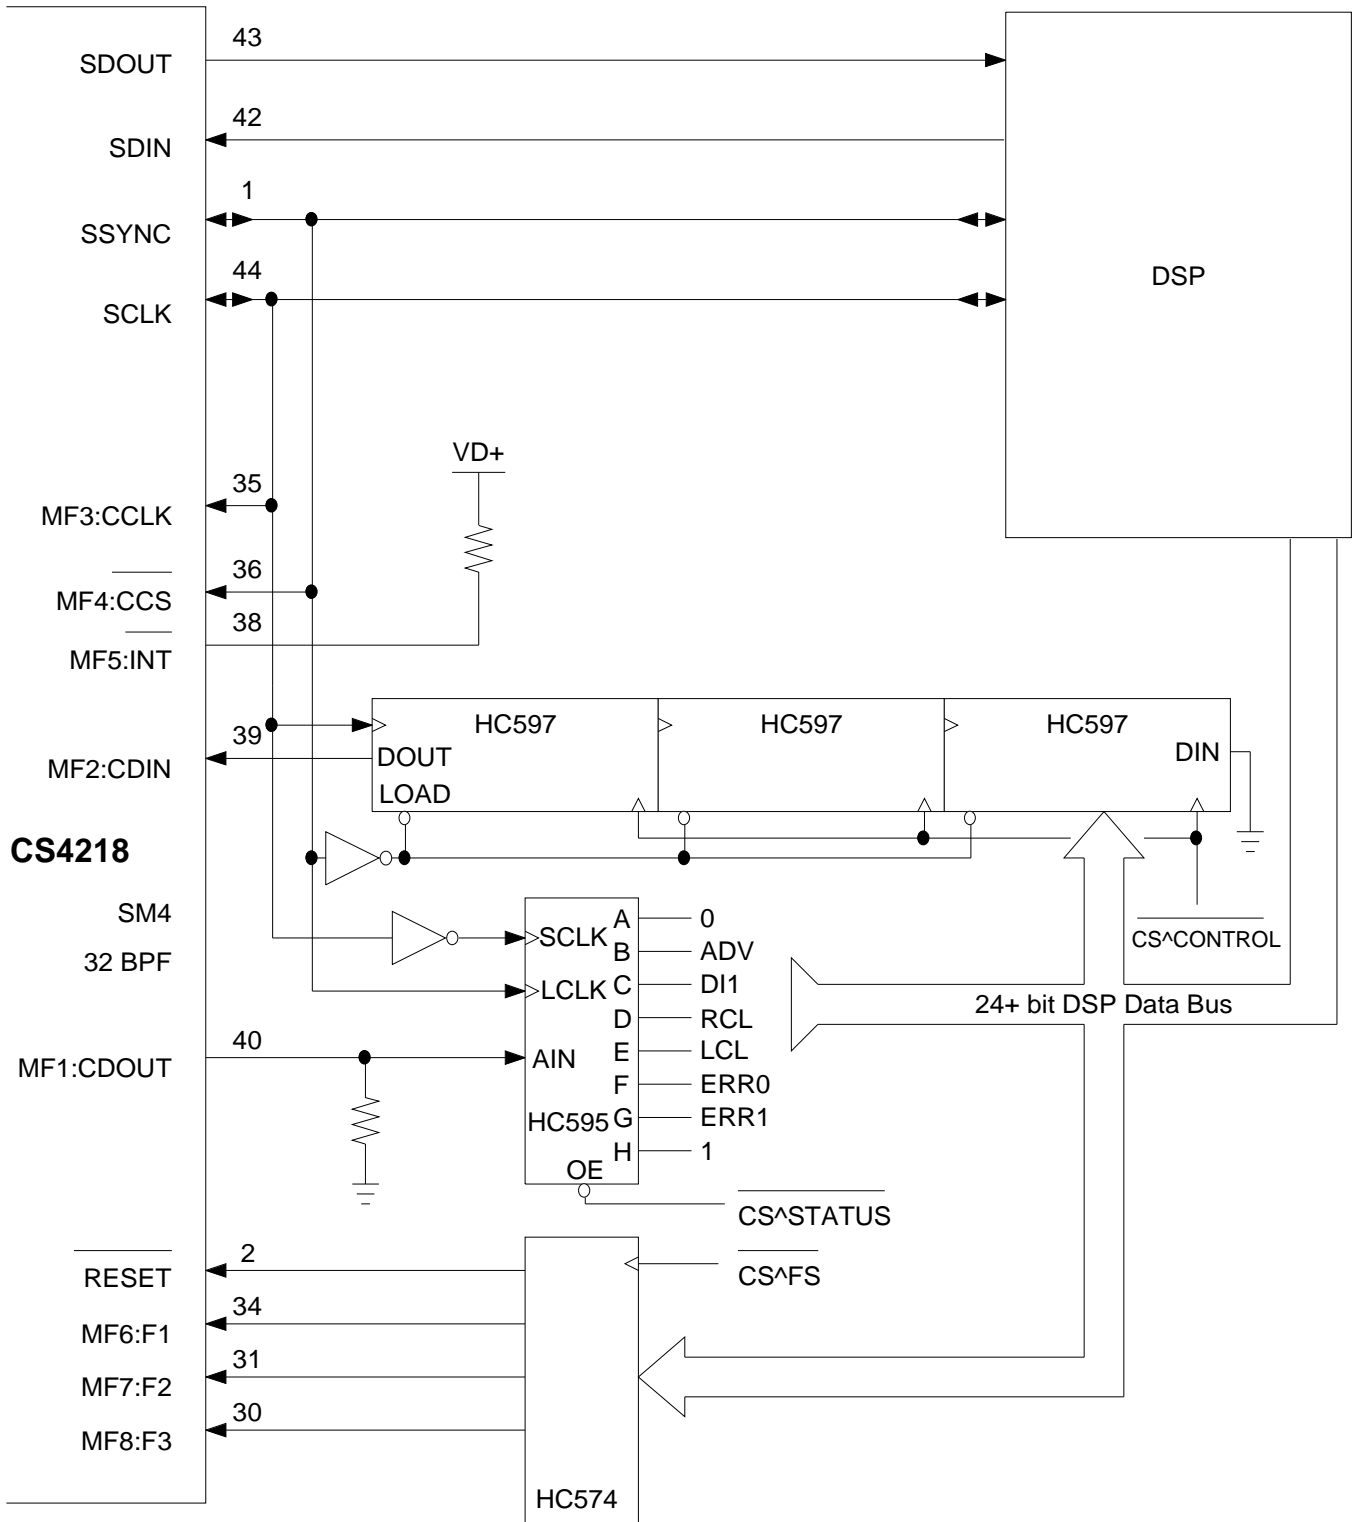 43
SDOUT
42
SDIN
1
SSYNC
44
SCLK
DSP
VD+
35
MF3:CCLK
36
MF4:CCS
38
MF5:INT
HC597
HC597
HC597
39
DOUT
DIN
MF2:CDIN
LOAD
CS4218
SM4
32 BPF
SCLK
LCLK
A
0
B
ADV
C
DI1
D
RCL
E
LCL
F
ERR0
G
ERR1
H
1
CS^CONTROL
24+ bit DSP Data Bus
40
MF1:CDOUT
AIN
HC595
OE
CS^STATUS
2
RESET
CS^FS
34
MF6:F1
31
MF7:F2
30
MF8:F3
HC574